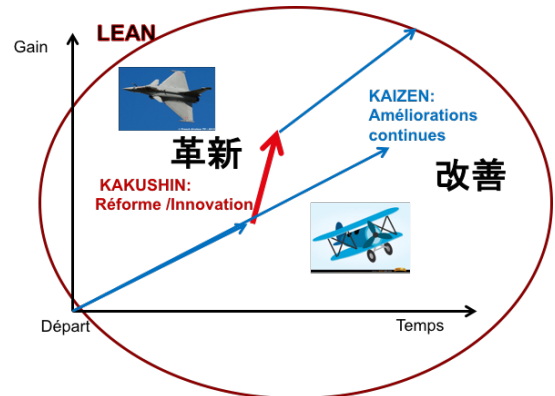 LEAN
Gain
KAIZEN:
Améliorations
continues
革新
改善
KAKUSHIN:
Réforme /Innovation
Départ
Temps